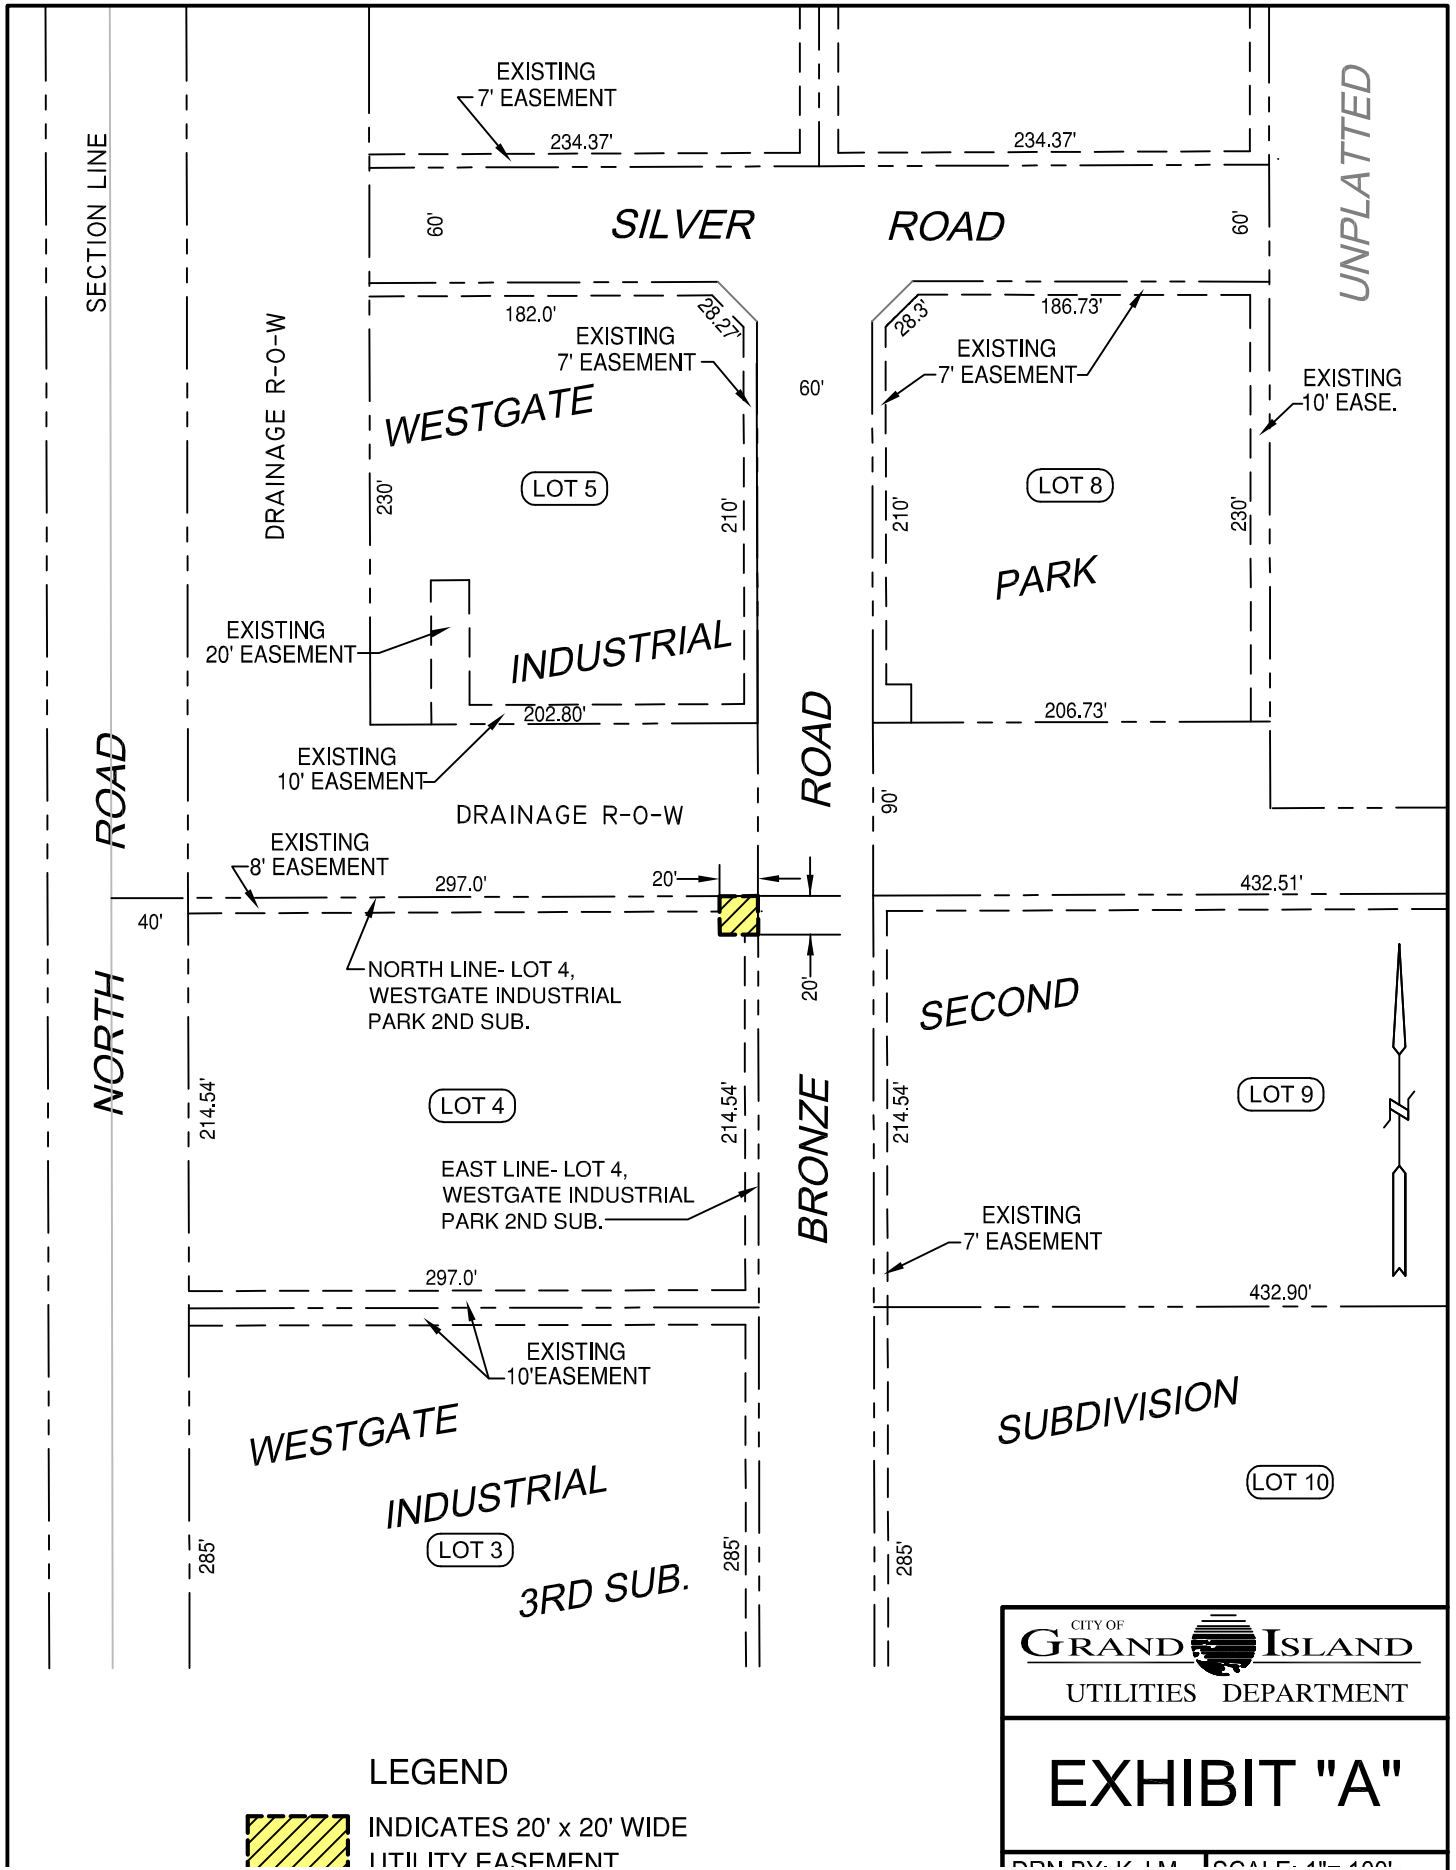 EXISTING
7' EASEMENT
234.37'
234.37'
UNPLATTED
SECTION LINE
60'
SILVER ROAD
60'
182.0'
28.27'
28.3'
186.73'
DRAINAGE R-O-W
EXISTING
7' EASEMENT
60'
EXISTING
7' EASEMENT
EXISTING
10' EASE.
WESTGATE
LOT 5
LOT 8
230'
210'
210'
230'
PARK
EXISTING
20' EASEMENT
INDUSTRIAL
202.80'
206.73'
EXISTING
10' EASEMENT
ROAD
ROAD
DRAINAGE R-O-W
90'
EXISTING
8' EASEMENT
297.0'
20'
432.51'
40'
NORTH LINE- LOT 4,
WESTGATE INDUSTRIAL
PARK 2ND SUB.
20'
SECOND
NORTH
214.54'
LOT 4
214.54'
BRONZE
214.54'
LOT 9
N
EAST LINE- LOT 4,
WESTGATE INDUSTRIAL
PARK 2ND SUB.
EXISTING
7' EASEMENT
297.0'
432.90'
EXISTING
10'EASEMENT
WESTGATE
SUBDIVISION
INDUSTRIAL
LOT 10
LOT 3
285'
285'
285'
3RD SUB.
CITY OF
GRAND ISLAND
UTILITIES DEPARTMENT
EXHIBIT "A"
LEGEND
INDICATES 20' x 20' WIDE
UTILITY EASEMENT
DRN BY: K.J.M.
SCALE: 1"= 100'